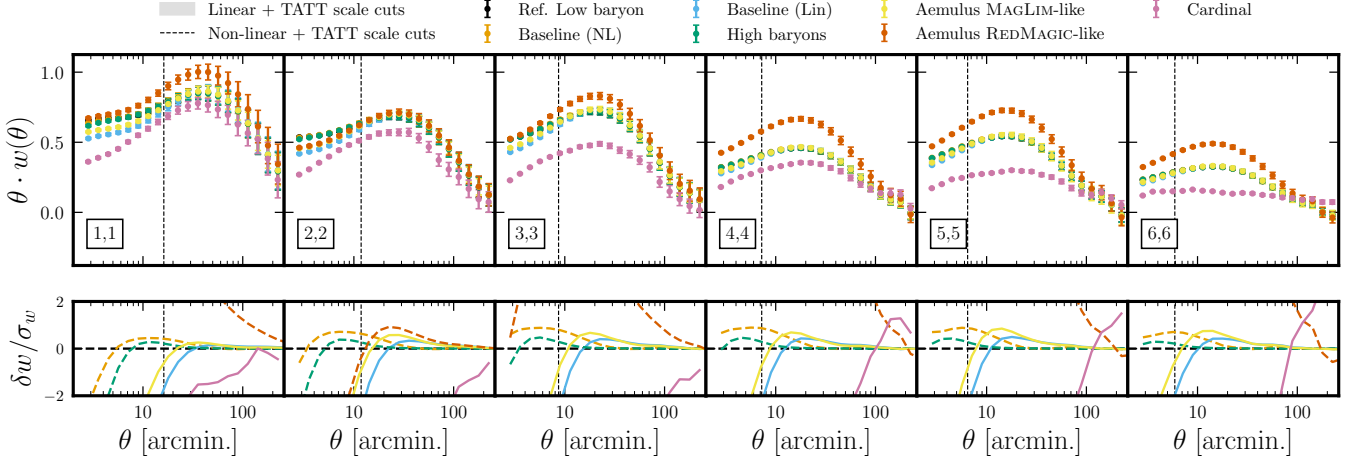 Linear + TATT scale cuts Ref. Low baryon Baseline (Lin) Aemulus MAGLIM-like Cardinal
Non-linear + TATT scale cuts Baseline (NL) High baryons Aemulus REDMAGIC-like
1.0
0.5
0.0
θ · w(θ)
1,1 2,2 3,3 4,4 5,5 6,6
2
0
−2
δw/σ_w
10 100 10 100 10 100 10 100 10 100 10 100
θ [arcmin.] θ [arcmin.] θ [arcmin.] θ [arcmin.] θ [arcmin.] θ [arcmin.]